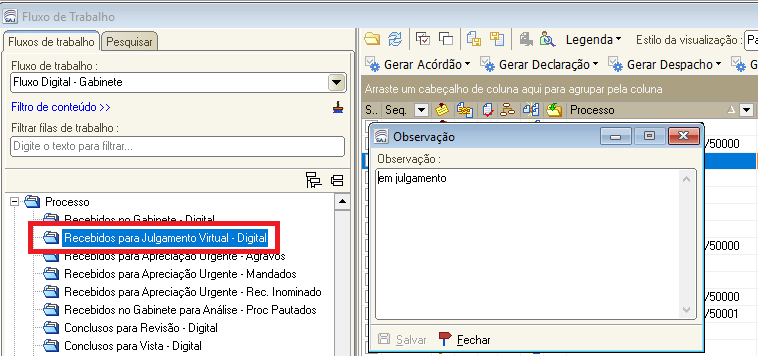 Fluxo de Trabalho
Fluxos de trabalho
Pesquisar
Fluxo de trabalho :
Fluxo Digital - Gabinete
Filtro de conteúdo >>
Filtrar filas de trabalho :
Digite o texto para filtrar...
Processo
Recebidos no Gabinete - Digital
Recebidos para Julgamento Virtual - Digital
Recebidos para Apreciação Urgente - Agravos
Recebidos para Apreciação Urgente - Mandados
Recebidos para Apreciação Urgente - Rec. Inominado
Recebidos no Gabinete para Análise - Proc Pautados
Conclusos para Revisão - Digital
Conclusos para Vista - Digital
Legenda
Estilo da visualização : Pa
Gerar Acórdão
Gerar Declaração
Gerar Despacho
Arraste um cabeçalho de coluna aqui para agrupar pela coluna
S.. Seq. Processo
/50000
Observação
Observação :
em julgamento
/50000
/50000
/50001
Salvar
Fechar